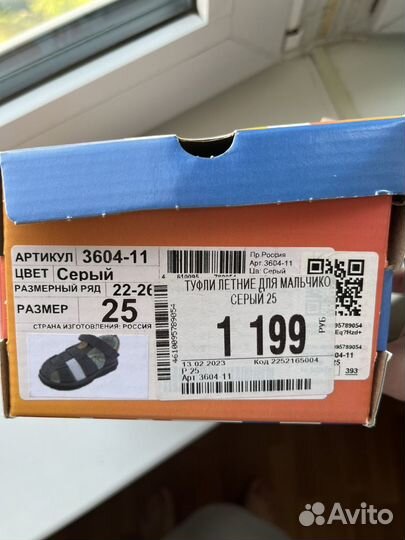 АРТИКУЛ 3604-11
ЦВЕТ Серый
РАЗМЕРНЫЙ РЯД 22-26
РАЗМЕР 25
СТРАНА ИЗГОТОВЛЕНИЯ: РОССИЯ
Пр.Россия
Арт.3604-11
Цв: Серый
4610095789054
ТУФЛИ ЛЕТНИЕ ДЛЯ МАЛЬЧИКО
СЕРЫЙ 25
1 199
РУБ
13 02 2023
Код 2252165004
Р 25
Арт 3604-11
393
Avito